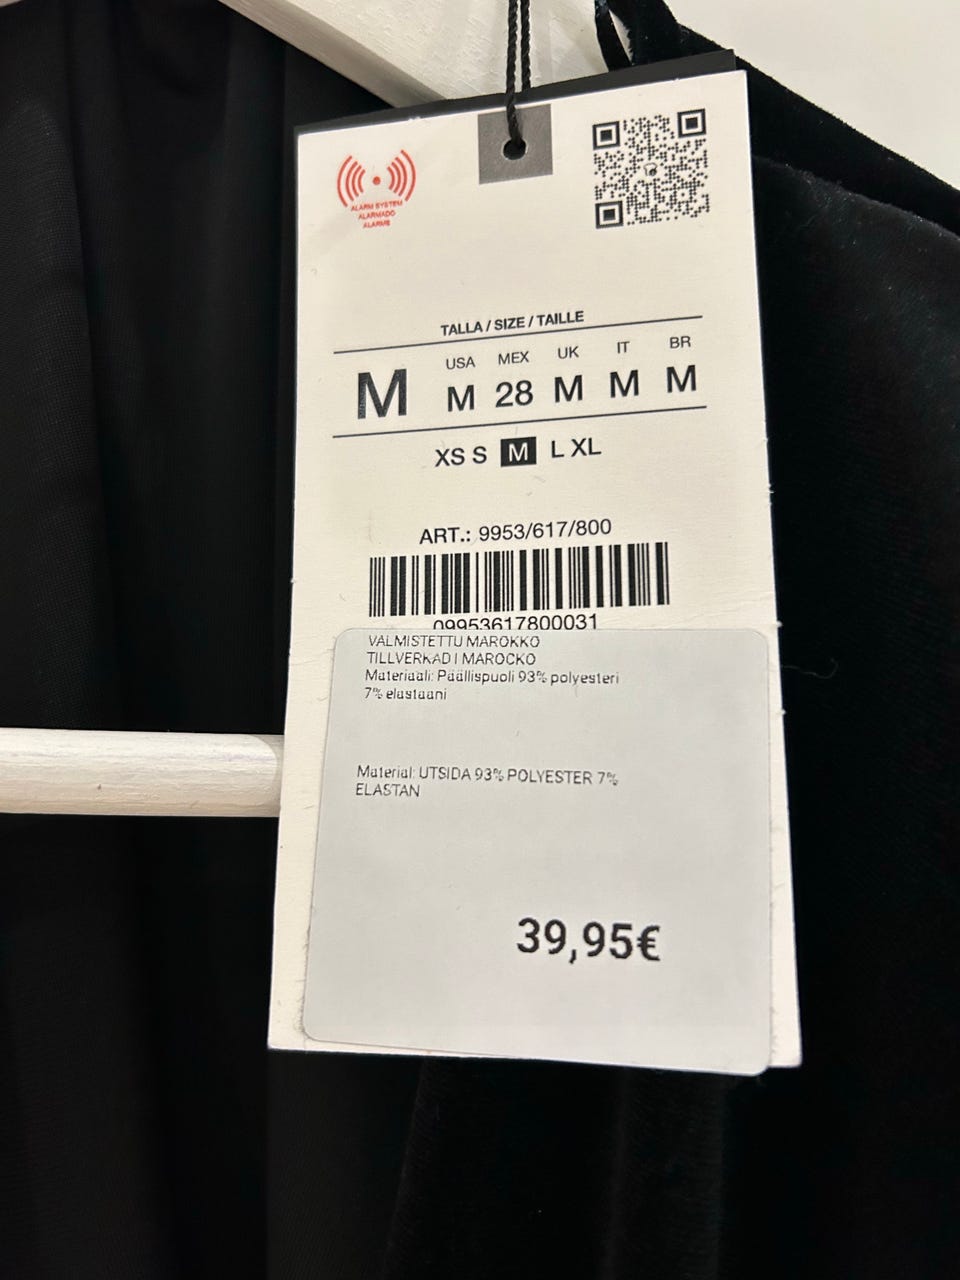 ALARM SYSTEM
ALARMADO
ALARME
TALLA / SIZE / TAILLE
M
USA MEX UK IT BR
M 28 M M M
XS S M L XL
ART.: 9953/617/800
09953617800031
VALMISTETTU MAROKKO
TILLVERKAD I MAROCKO
Materiaali: Päällispuoli 93% polyesteri
7% elastaani
Material: UTSIDA 93% POLYESTER 7%
ELASTAN
39,95€